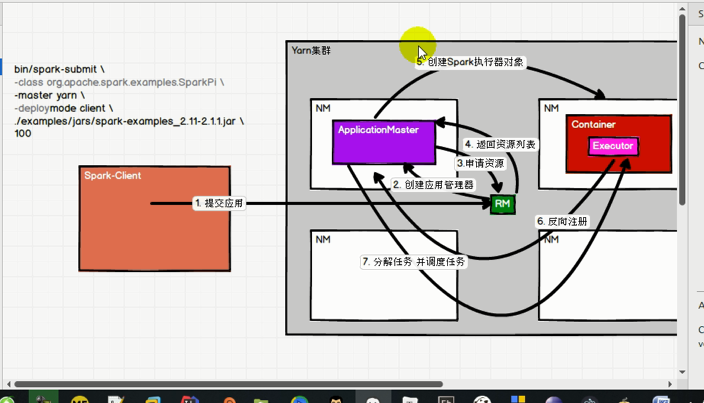 Yarn集群
bin/spark-submit \
-class org.apache.spark.examples.SparkPi \
-master yarn \
-deploymode client \
./examples/jars/spark-examples_2.11-2.1.1.jar \
100
5. 创建Spark执行器对象
NM
NM
ApplicationMaster
Container
Executor
4. 返回资源列表
3.申请资源
2. 创建应用管理器
Spark-Client
1. 提交应用
RM
6. 反向注册
NM
NM
7. 分解任务 并调度任务